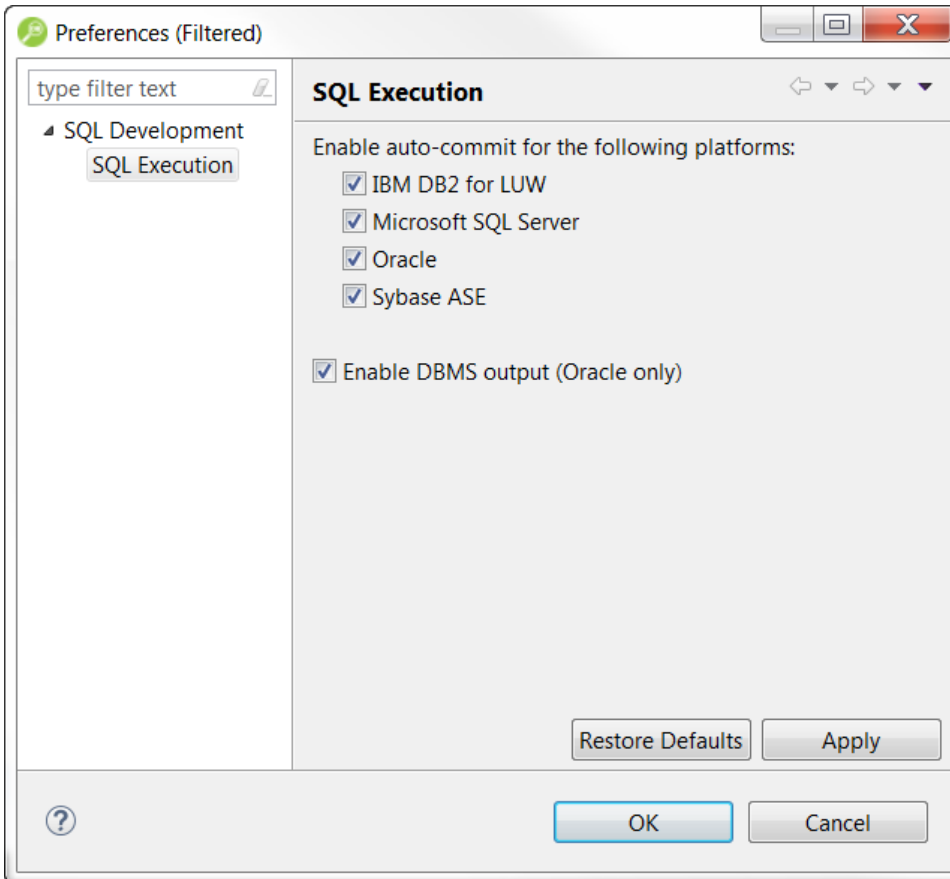 Preferences (Filtered)
type filter text
SQL Development
SQL Execution
SQL Execution
Enable auto-commit for the following platforms:
IBM DB2 for LUW
Microsoft SQL Server
Oracle
Sybase ASE
Enable DBMS output (Oracle only)
Restore Defaults
Apply
?
OK
Cancel